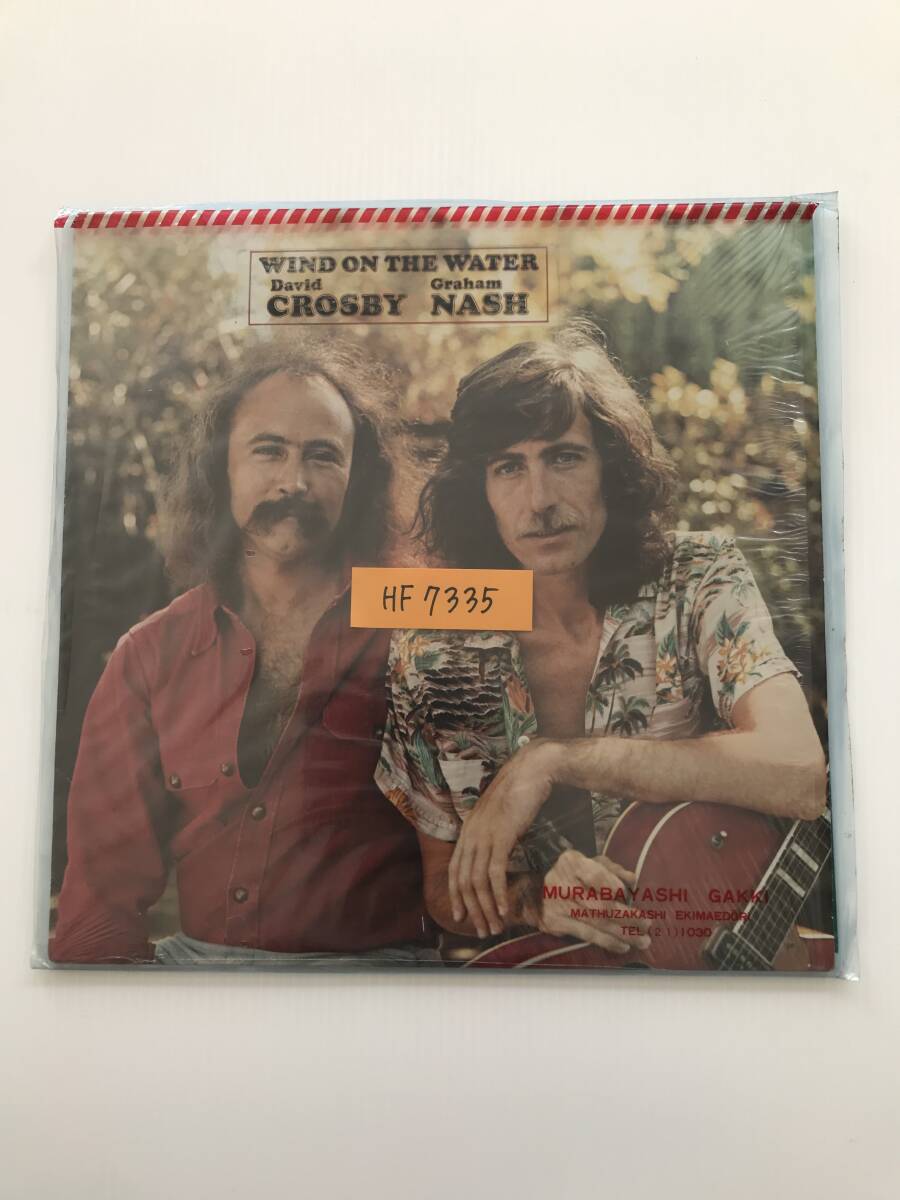 WIND ON THE WATER
David Graham
CROSBY NASH
HF 7335
MURABAYASHI GAKKI
MATHUZAKASHI EKIMAEDORI
TEL(21)1030